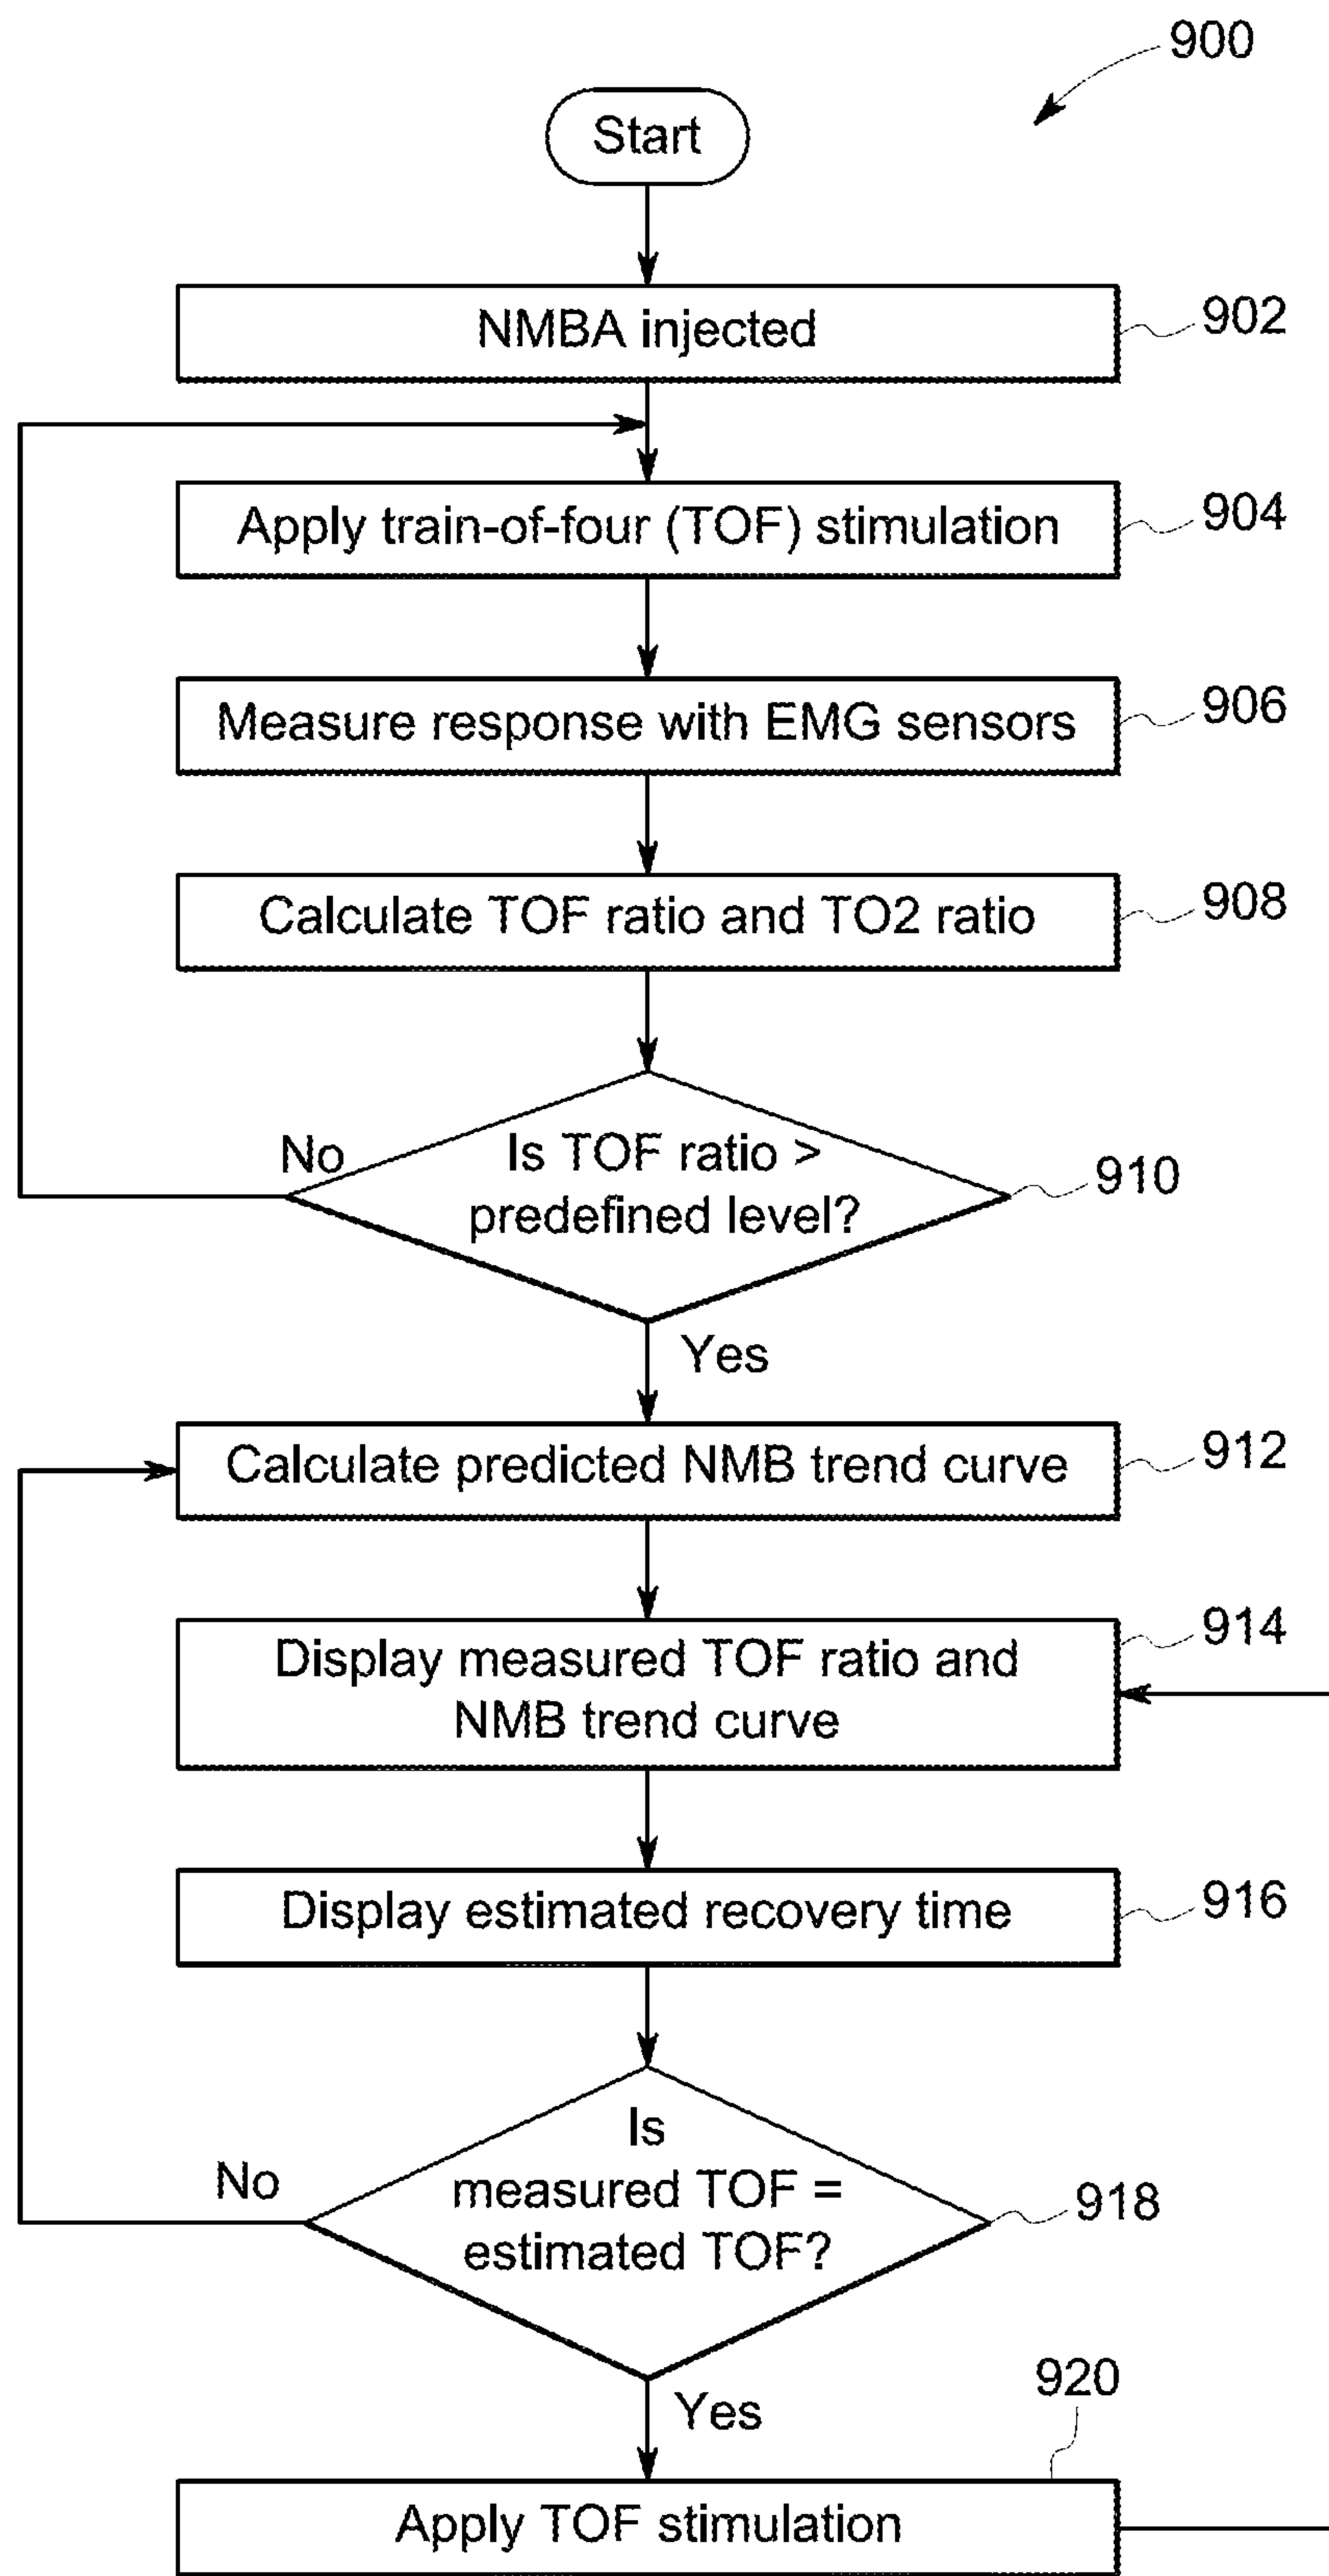 900
Start
NMBA injected
902
Apply train-of-four (TOF) stimulation
904
Measure response with EMG sensors
906
Calculate TOF ratio and TO2 ratio
908
No
Is TOF ratio >
predefined level?
910
Yes
Calculate predicted NMB trend curve
912
Display measured TOF ratio and
NMB trend curve
914
Display estimated recovery time
916
No
Is
measured TOF =
estimated TOF?
918
Yes
920
Apply TOF stimulation